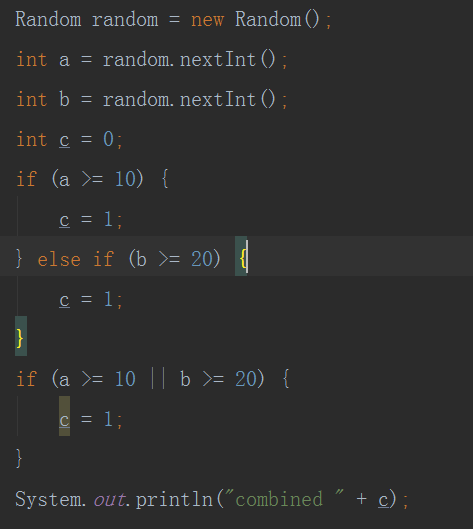 Random random = new Random();
int a = random.nextInt();
int b = random.nextInt();
int c = 0;
if (a >= 10) {
    c = 1;
} else if (b >= 20) {
    c = 1;
}
if (a >= 10 || b >= 20) {
    c = 1;
}
System.out.println("combined " + c);